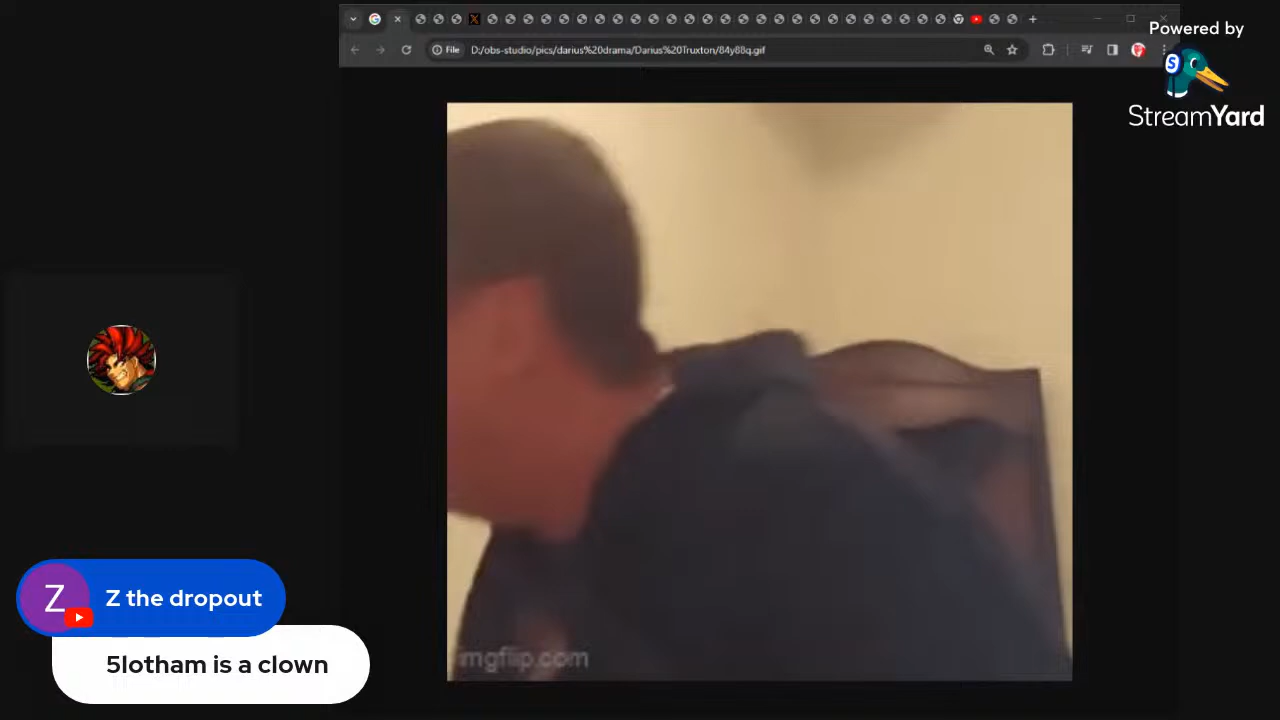 Powered by
StreamYard
File D:/obs-studio/pics/darius%20drama/Darius%20Truxton/84y88q.gif
imgflip.com
Z
Z the dropout
5lotham is a clown